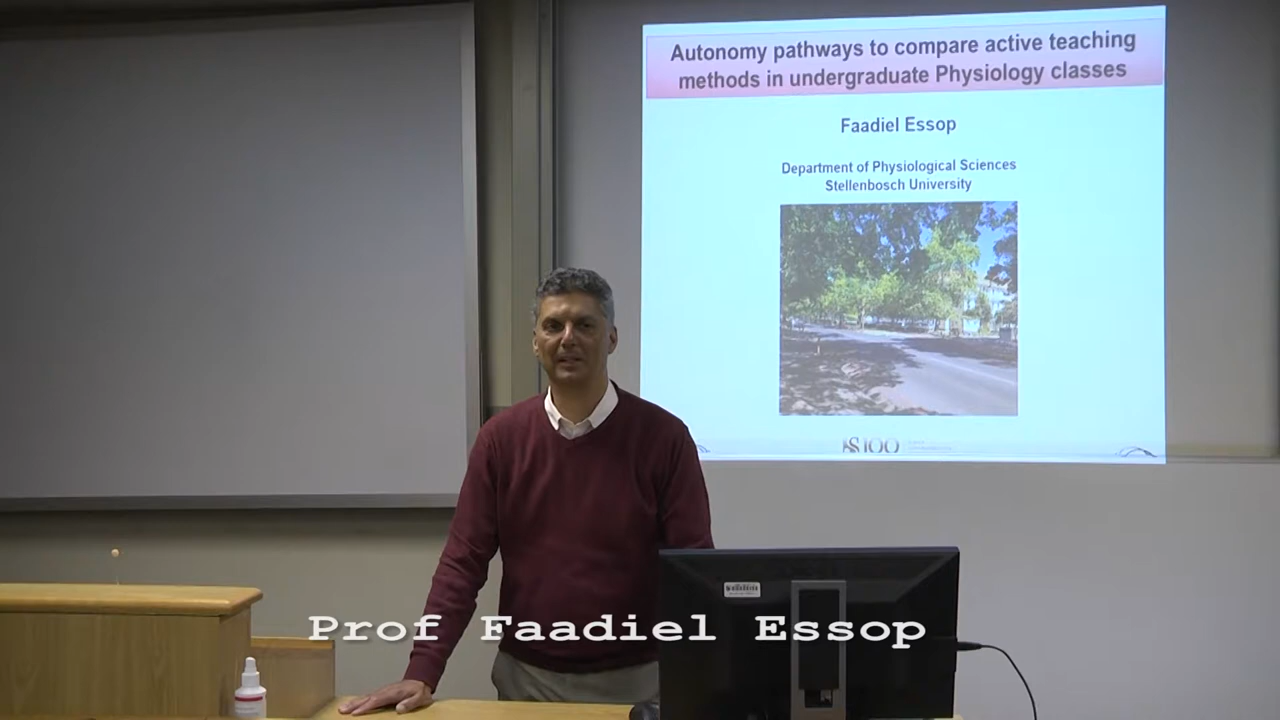 Autonomy pathways to compare active teaching
methods in undergraduate Physiology classes
Faadiel Essop
Department of Physiological Sciences
Stellenbosch University
100
Prof Faadiel Essop